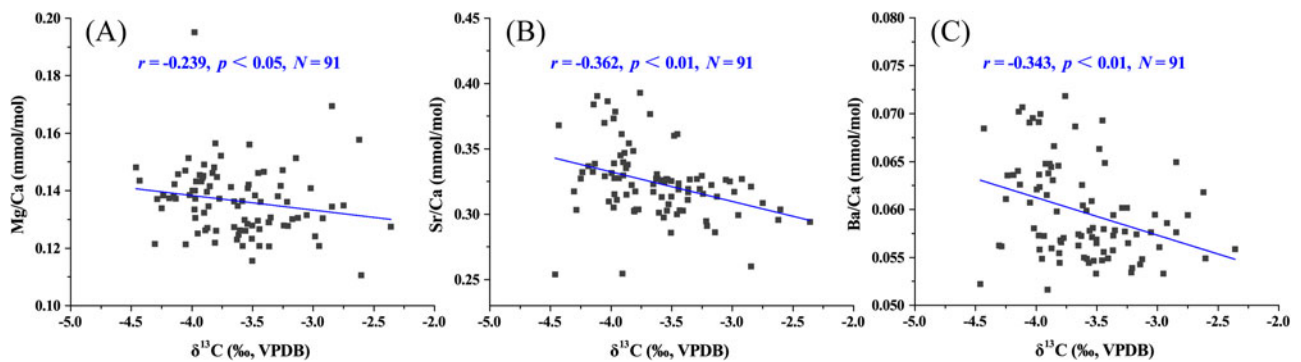 (A)
r = -0.239, p < 0.05, N = 91
Mg/Ca (mmol/mol)
0.20
0.18
0.16
0.14
0.12
0.10
-5.0 -4.5 -4.0 -3.5 -3.0 -2.5 -2.0
δ13C (‰, VPDB)
(B)
r = -0.362, p < 0.01, N = 91
Sr/Ca (mmol/mol)
0.45
0.40
0.35
0.30
0.25
-5.0 -4.5 -4.0 -3.5 -3.0 -2.5 -2.0
δ13C (‰, VPDB)
(C)
r = -0.343, p < 0.01, N = 91
Ba/Ca (mmol/mol)
0.080
0.075
0.070
0.065
0.060
0.055
0.050
-5.0 -4.5 -4.0 -3.5 -3.0 -2.5 -2.0
δ13C (‰, VPDB)